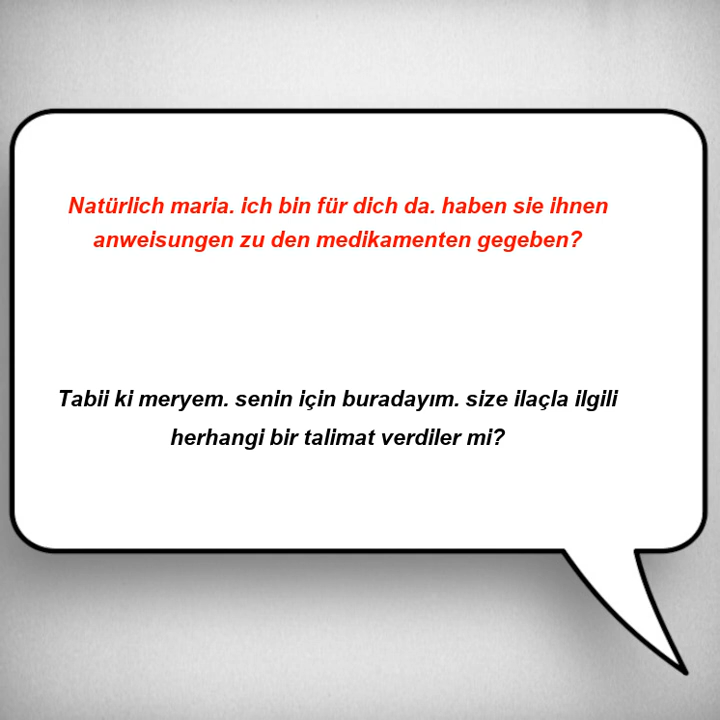 Natürlich maria. ich bin für dich da. haben sie ihnen
anweisungen zu den medikamenten gegeben?
Tabii ki meryem. senin için buradayım. size ilaçla ilgili
herhangi bir talimat verdiler mi?